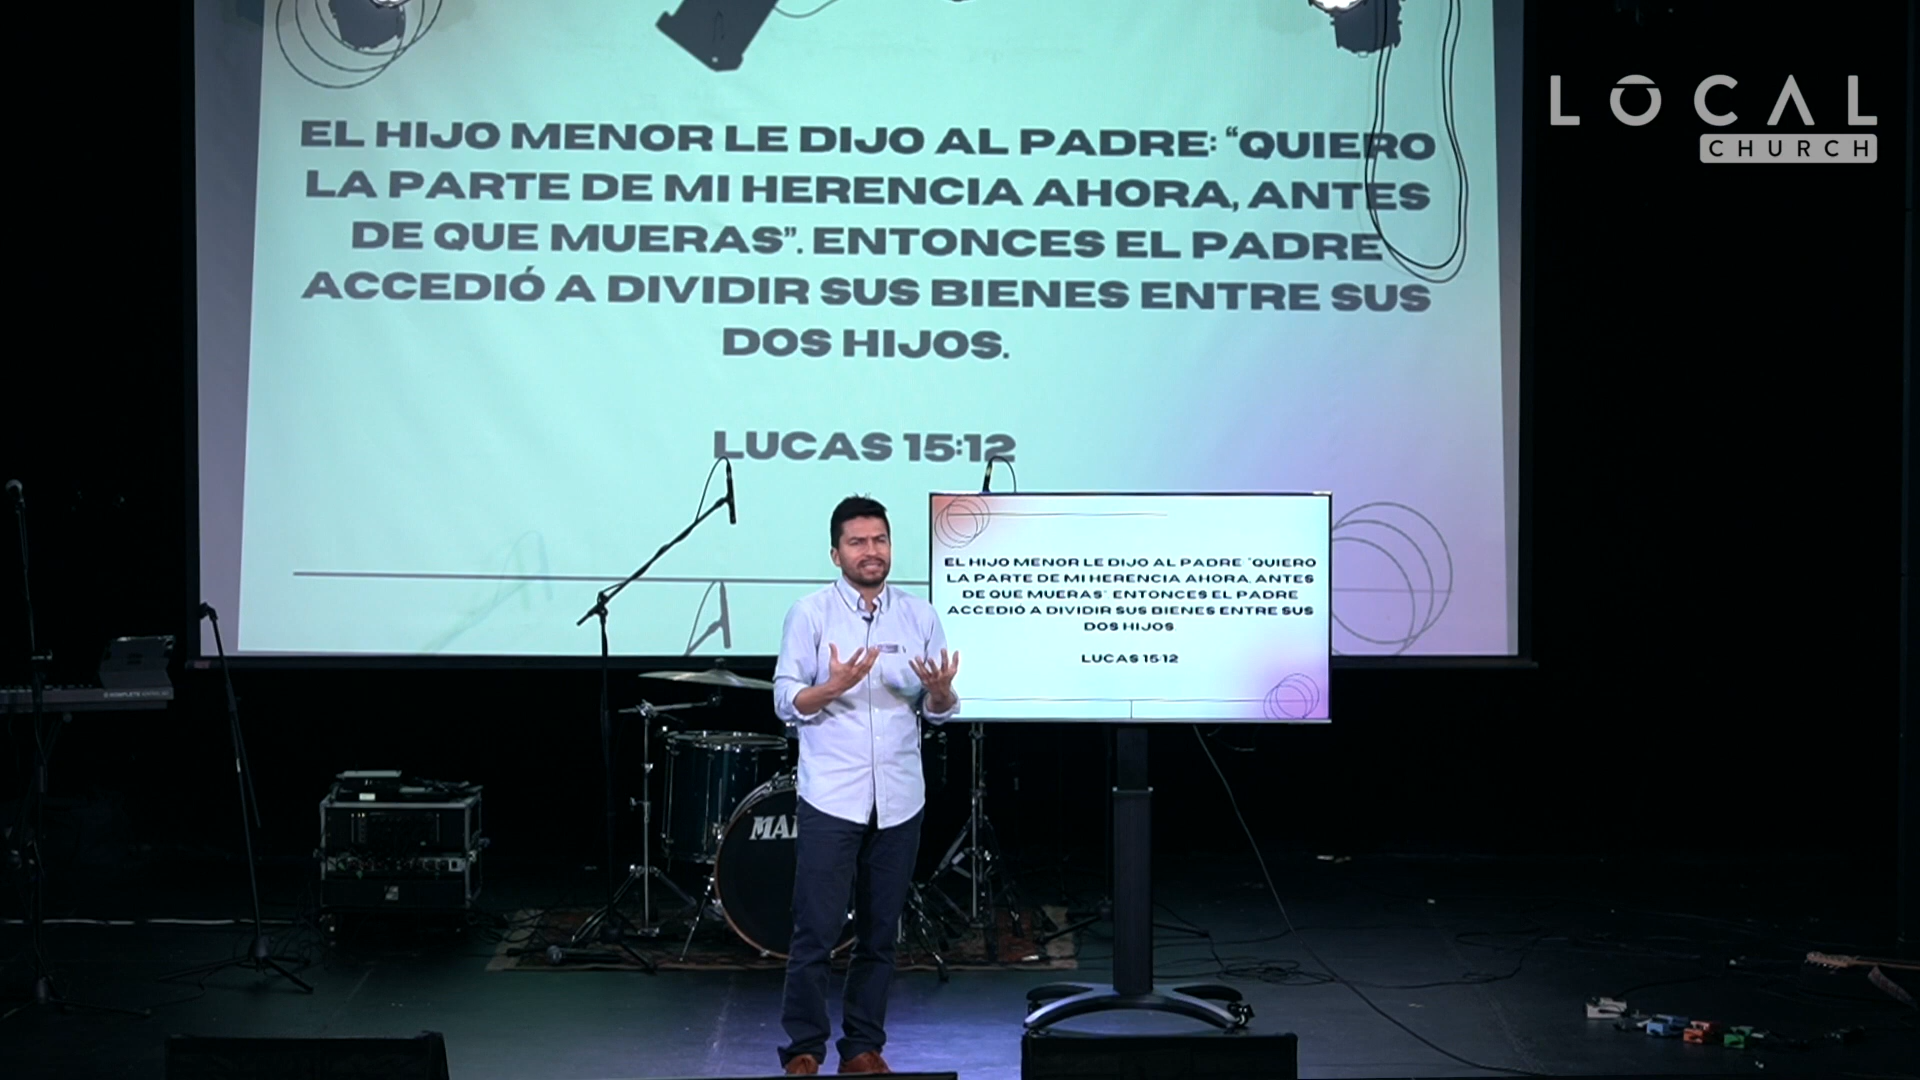 EL HIJO MENOR LE DIJO AL PADRE: “QUIERO
LA PARTE DE MI HERENCIA AHORA, ANTES
DE QUE MUERAS”. ENTONCES EL PADRE
ACCEDIÓ A DIVIDIR SUS BIENES ENTRE SUS
DOS HIJOS.
LUCAS 15:12
LOCAL
CHURCH
EL HIJO MENOR LE DIJO AL PADRE: “QUIERO
LA PARTE DE MI HERENCIA AHORA, ANTES
DE QUE MUERAS”. ENTONCES EL PADRE
ACCEDIÓ A DIVIDIR SUS BIENES ENTRE SUS
DOS HIJOS.
LUCAS 15:12